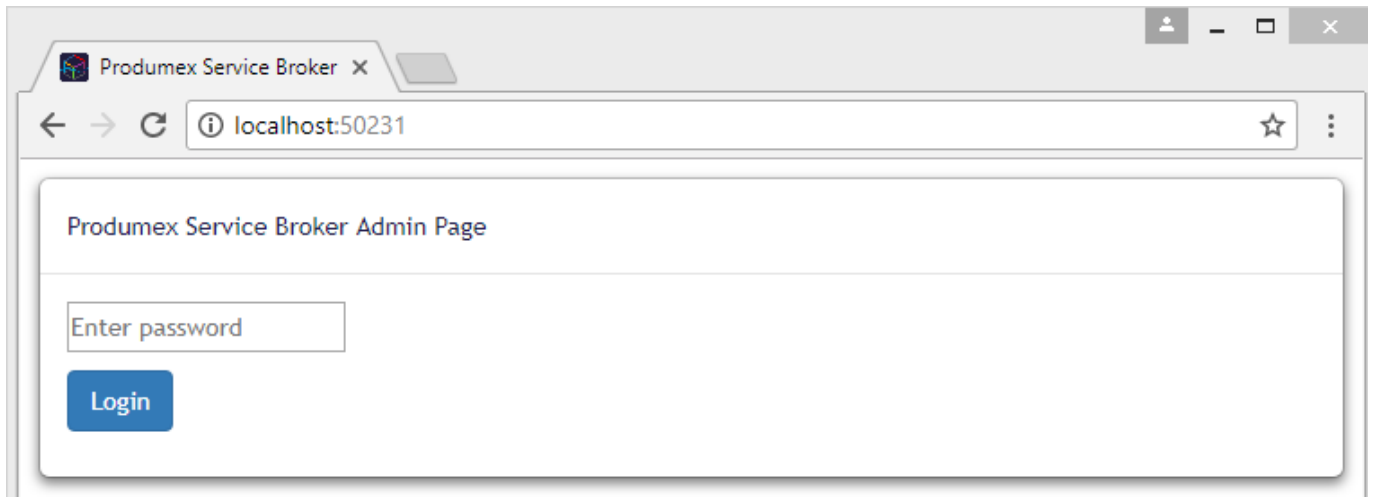 Produmex Service Broker
localhost:50231
Produmex Service Broker Admin Page
Enter password
Login